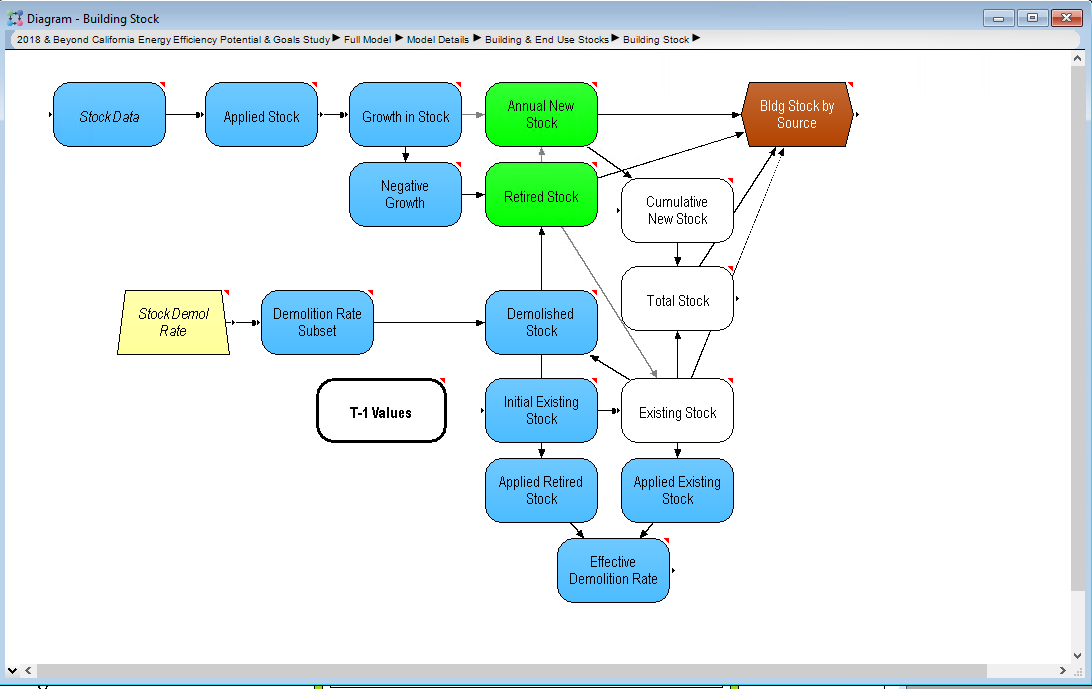 Diagram - Building Stock
2018 & Beyond California Energy Efficiency Potential & Goals Study ▶ Full Model ▶ Model Details ▶ Building & End Use Stocks ▶ Building Stock ▶
Stock Data
Applied Stock
Growth in Stock
Annual New
Stock
Bldg Stock by
Source
Negative
Growth
Retired Stock
Cumulative
New Stock
Total Stock
Stock Demol
Rate
Demolition Rate
Subset
Demolished
Stock
T-1 Values
Initial Existing
Stock
Existing Stock
Applied Retired
Stock
Applied Existing
Stock
Effective
Demolition Rate